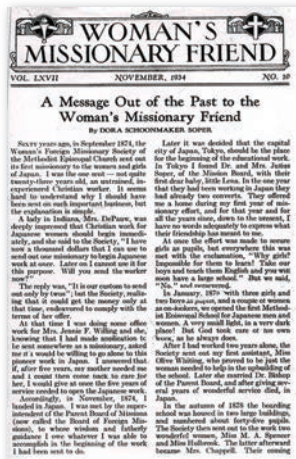 WOMAN'S
MISSIONARY FRIEND
VOL. LXVII NOVEMBER, 1934 NO. 10
A Message Out of the Past to the
Woman's Missionary Friend
By DORA SCHOONMAKER SOPER
SIXTY years ago, in September 1874, the
Woman's Foreign Missionary Society of
the Methodist Episcopal Church sent out
its first missionary to the women and girls
of Japan. I was the one — not quite
twenty-three years old, an untrained, in-
experienced Christian worker. It seems
hard to understand why I should have
been sent on such important business, but
the explanation is simple.
A lady in Indiana, Mrs. DePauw, was
deeply impressed that Christian work for
Japanese women should begin immedi-
ately, and she said to the Society, "I have
now a thousand dollars that I can use to
send out one missionary to begin Japanese
work at once. Later on I cannot use it for
this purpose. Will you send the worker
now?"
The reply was, "It is our custom to send
out only by twos"; but the Society, realiz-
ing that it could get the money only at
that time, endeavored to comply with the
terms of her offer.
At that time I was doing some office
work for Mrs. Jennie F. Willing and she,
knowing that I had made application to
be sent somewhere as a missionary, asked
me if I would be willing to go alone to this
pioneer work in Japan. I answered that
if, after five years, my mother needed me
and I could then come back to care for
her, I would give at once the five years of
service needed to open the Japanese work.
Accordingly, in November, 1874, I
landed in Japan. I was met by the super-
intendent of the Parent Board of Missions
(now called the Board of Foreign Mis-
sions), to whose wisdom and fatherly
guidance I owe whatever I was able to
accomplish in the beginning of the work
I had been sent to do.
Later it was decided that the capital
city of Japan, Tokyo, should be the place
for the beginning of the educational work.
In Tokyo I found Dr. and Mrs. Julius
Soper, of the Mission Board, with their
first dear baby, little Lena. In the one year
that they had been working in Japan they
had already two converts. They offered
me a home during my first year of mis-
sionary effort, and for that year and for
all the years since, down to the utmost, I
have no words adequately to express what
their friendship has meant to me.
At once the effort was made to secure
girls as pupils, but everywhere this was
met with the exclamation, "Why girls?
Impossible for them to learn! Take our
boys and teach them English and you will
soon have a large school." But we said,
"No," and persevered.
In January, 1875 with three girls and
two boys as pupils, and a couple of women
as on-lookers, we opened the first Method-
ist Episcopal School for Japanese men and
women. A very small light, in a very dark
place! But God took care of his own
work, as he always does.
After I had worked two years alone, the
Society sent out my first assistant, Miss
Olive Whiting, who proved to be just the
woman needed to help in the upbuilding of
the school. Later she married Dr. Bishop
of the Parent Board, and after giving sev-
eral years of wonderful service died, in
Japan.
In the autumn of 1878 the boarding
school was housed in two large buildings,
and numbered about forty-five pupils.
The Society then sent out to the work two
wonderful women, Miss M. A. Spencer
and Miss Holbrook. The latter afterward
became Mrs. Chappell. Their coming